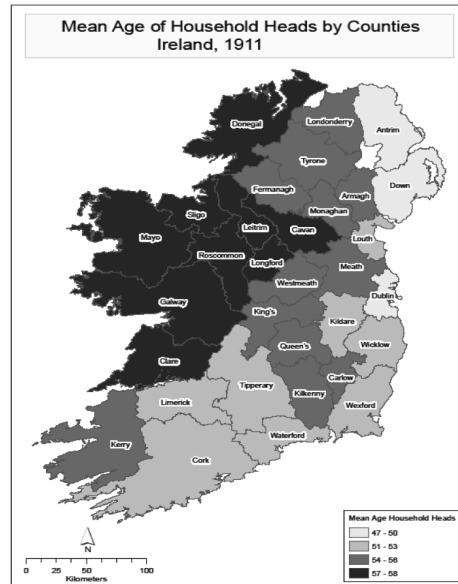 Mean Age of Household Heads by Counties
Ireland, 1911
Donegal
Londonderry
Antrim
Tyrone
Down
Fermanagh
Armagh
Monaghan
Sligo
Leitrim
Cavan
Louth
Mayo
Roscommon
Longford
Meath
Westmeath
Dublin
Galway
King's
Kildare
Queen's
Wicklow
Clare
Carlow
Tipperary
Kilkenny
Limerick
Wexford
Waterford
Kerry
Cork
N
0 50 100
Kilometers
Mean Age Household Heads
47 - 50
51 - 53
54 - 56
57 - 58